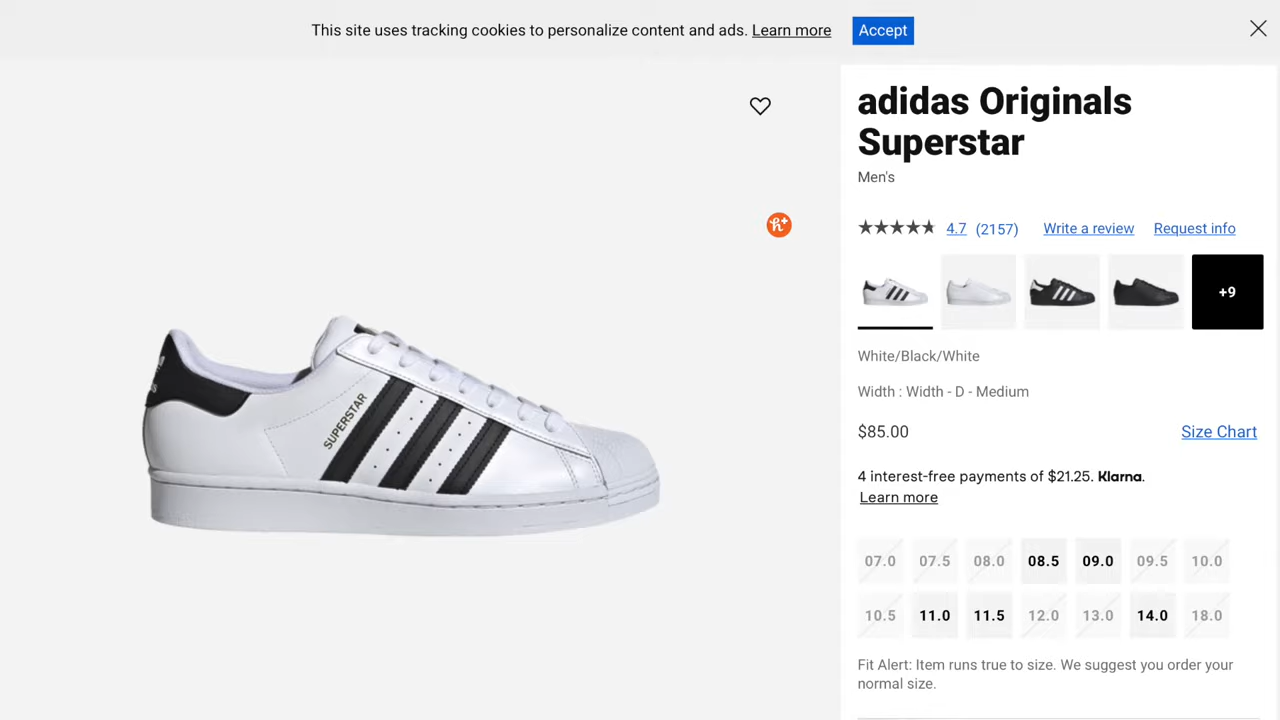 This site uses tracking cookies to personalize content and ads. Learn more
Accept
adidas Originals
Superstar
Men's
4.7 (2157)
Write a review
Request info
+9
White/Black/White
Width : Width - D - Medium
$85.00
Size Chart
4 interest-free payments of $21.25. Klarna.
Learn more
07.0 07.5 08.0 08.5 09.0 09.5 10.0
10.5 11.0 11.5 12.0 13.0 14.0 18.0
Fit Alert: Item runs true to size. We suggest you order your
normal size.
SUPERSTAR